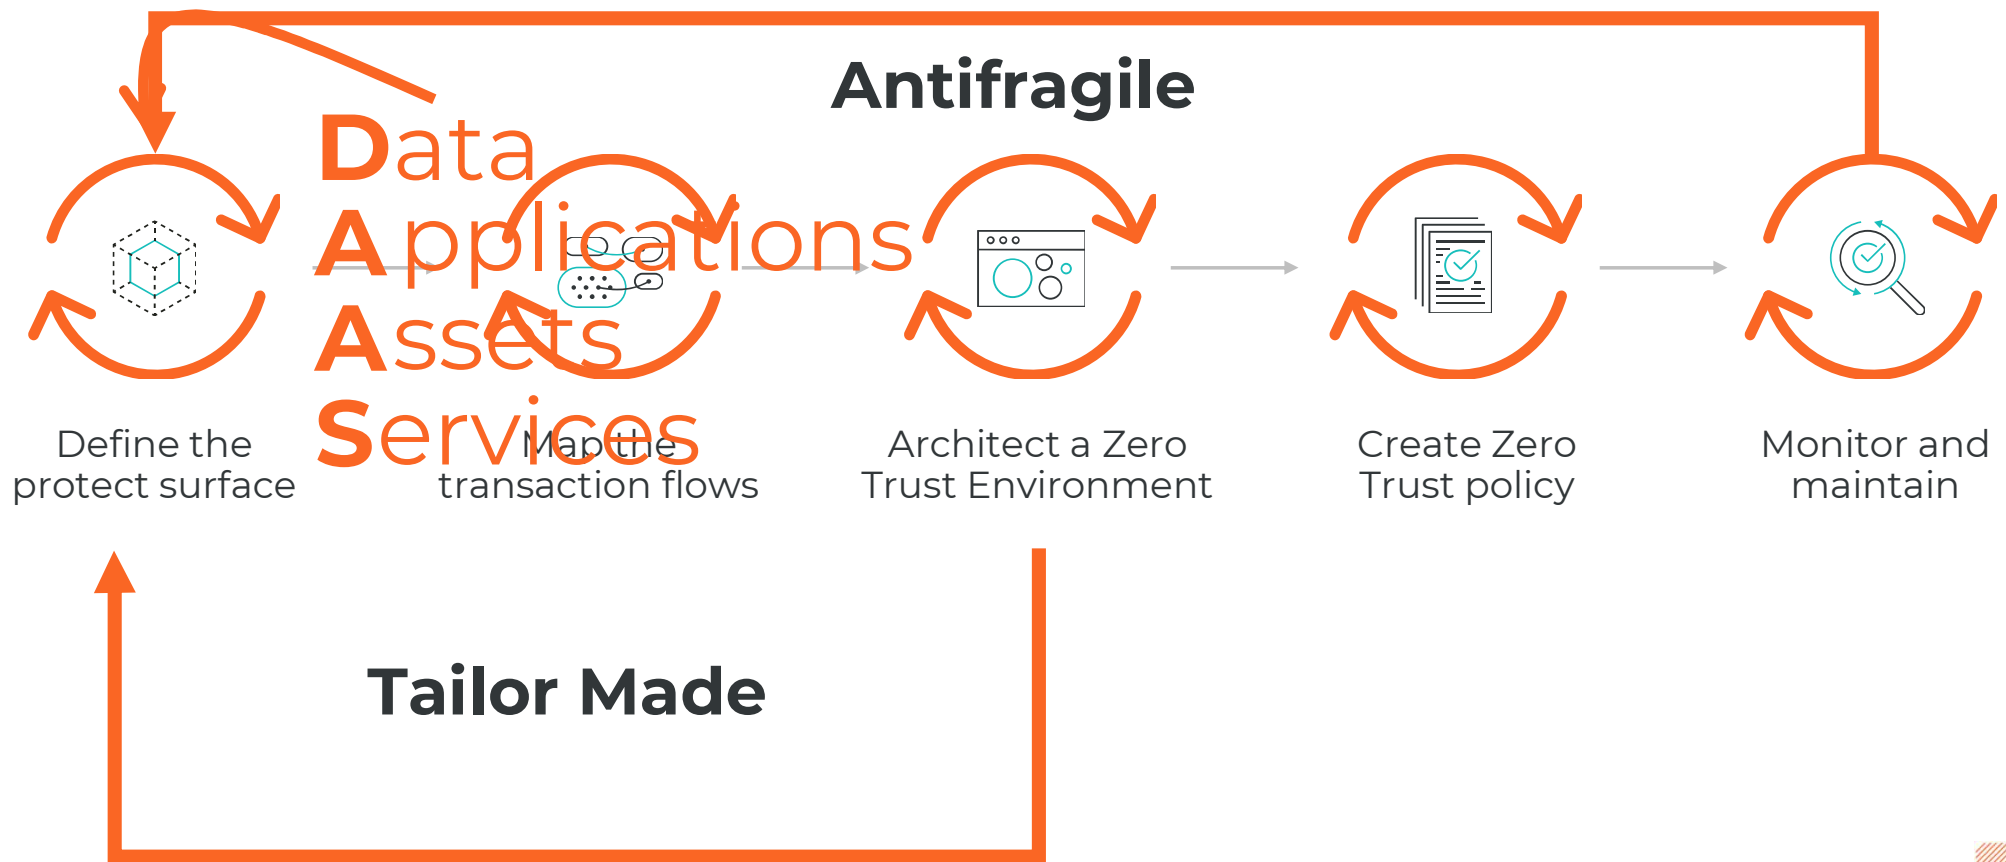 Antifragile
Data
Applications
Assets
Services
Define the
protect surface
Map the
transaction flows
Architect a Zero
Trust Environment
Create Zero
Trust policy
Monitor and
maintain
Tailor Made